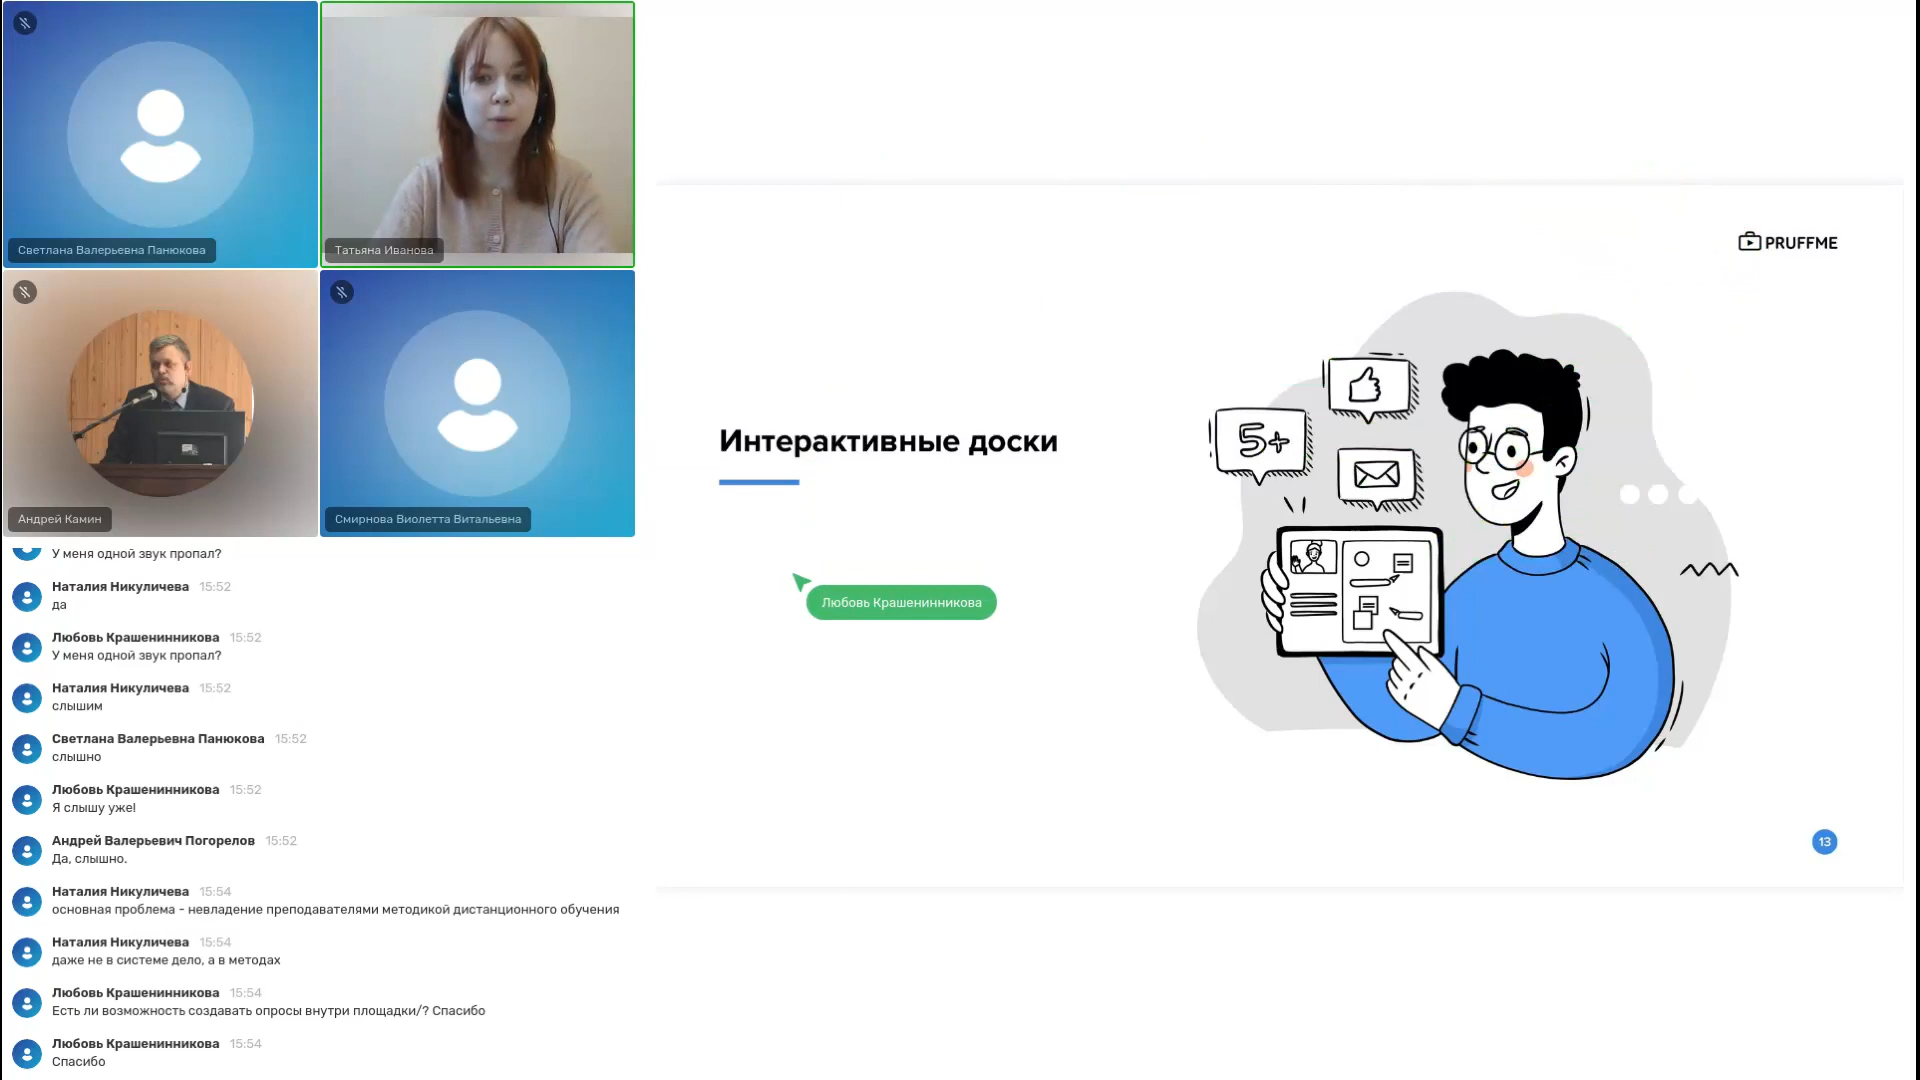 Светлана Валерьевна Панюкова
Татьяна Иванова
Андрей Камин
Смирнова Виолетта Витальевна
У меня одной звук пропал?
Наталия Никуличева 15:52
да
Любовь Крашенинникова 15:52
У меня одной звук пропал?
Наталия Никуличева 15:52
слышим
Светлана Валерьевна Панюкова 15:52
слышно
Любовь Крашенинникова 15:52
Я слышу уже!
Андрей Валерьевич Погорелов 15:52
Да, слышно.
Наталия Никуличева 15:54
основная проблема - невладение преподавателями методикой дистанционного обучения
Наталия Никуличева 15:54
даже не в системе дело, а в методах
Любовь Крашенинникова 15:54
Есть ли возможность создавать опросы внутри площадки/? Спасибо
Любовь Крашенинникова 15:54
Спасибо
PRUFFME
Интерактивные доски
5+
Любовь Крашенинникова
13